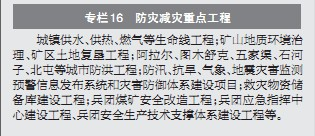 专栏16　防灾减灾重点工程
城镇供水、供热、燃气等生命线工程；矿山地质环境治
理、矿区土地复垦工程；阿拉尔、图木舒克、五家渠、石河
子、北屯等城市防洪工程；防汛、抗旱、气象、地震灾害监测
预警信息发布系统和灾害防御体系建设项目；救灾物资储
备库建设工程；兵团煤矿安全改造工程；兵团应急指挥中
心建设工程、兵团安全生产技术支撑体系建设工程等。